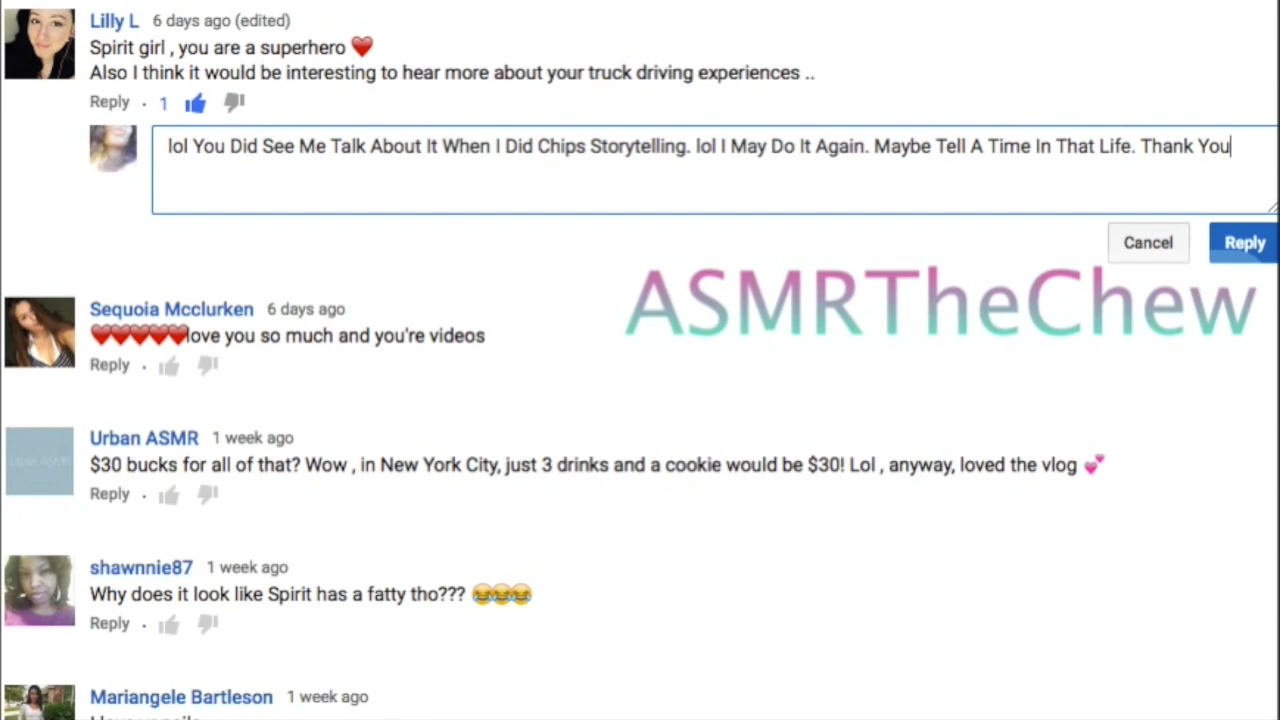 Lilly L 6 days ago (edited)
Spirit girl , you are a superhero ❤
Also I think it would be interesting to hear more about your truck driving experiences ..
Reply · 1
lol You Did See Me Talk About It When I Did Chips Storytelling. lol I May Do It Again. Maybe Tell A Time In That Life. Thank You
Cancel Reply
ASMRTheChew
Sequoia Mcclurken 6 days ago
❤❤❤❤❤love you so much and you're videos
Reply ·
Urban ASMR 1 week ago
$30 bucks for all of that? Wow , in New York City, just 3 drinks and a cookie would be $30! Lol , anyway, loved the vlog 💕
Reply ·
shawnnie87 1 week ago
Why does it look like Spirit has a fatty tho??? 😂😂😂
Reply ·
Mariangele Bartleson 1 week ago